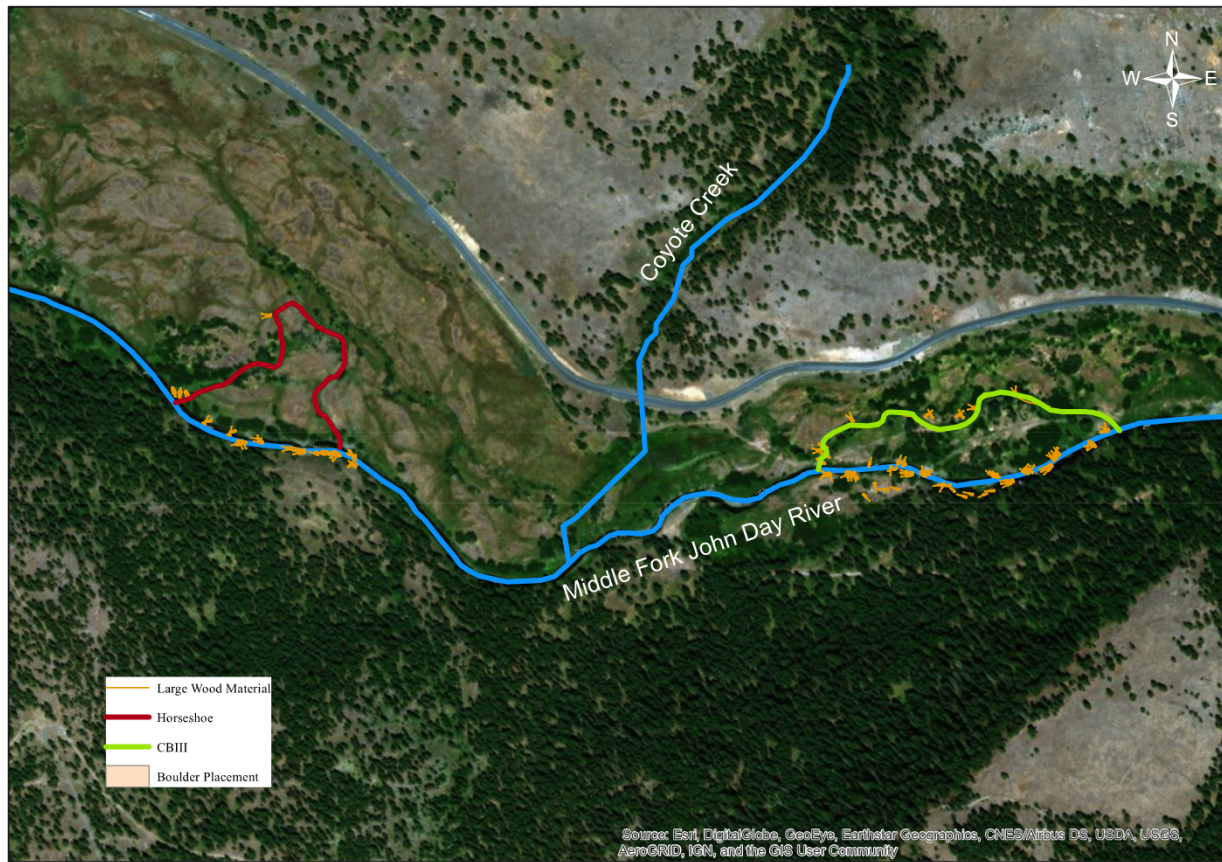 N
W E
S
Coyote Creek
Middle Fork John Day River
Large Wood Material
Horseshoe
CBIII
Boulder Placement
Source: Esri, DigitalGlobe, GeoEye, Earthstar Geographics, CNES/Airbus DS, USDA, USGS,
AeroGRID, IGN, and the GIS User Community